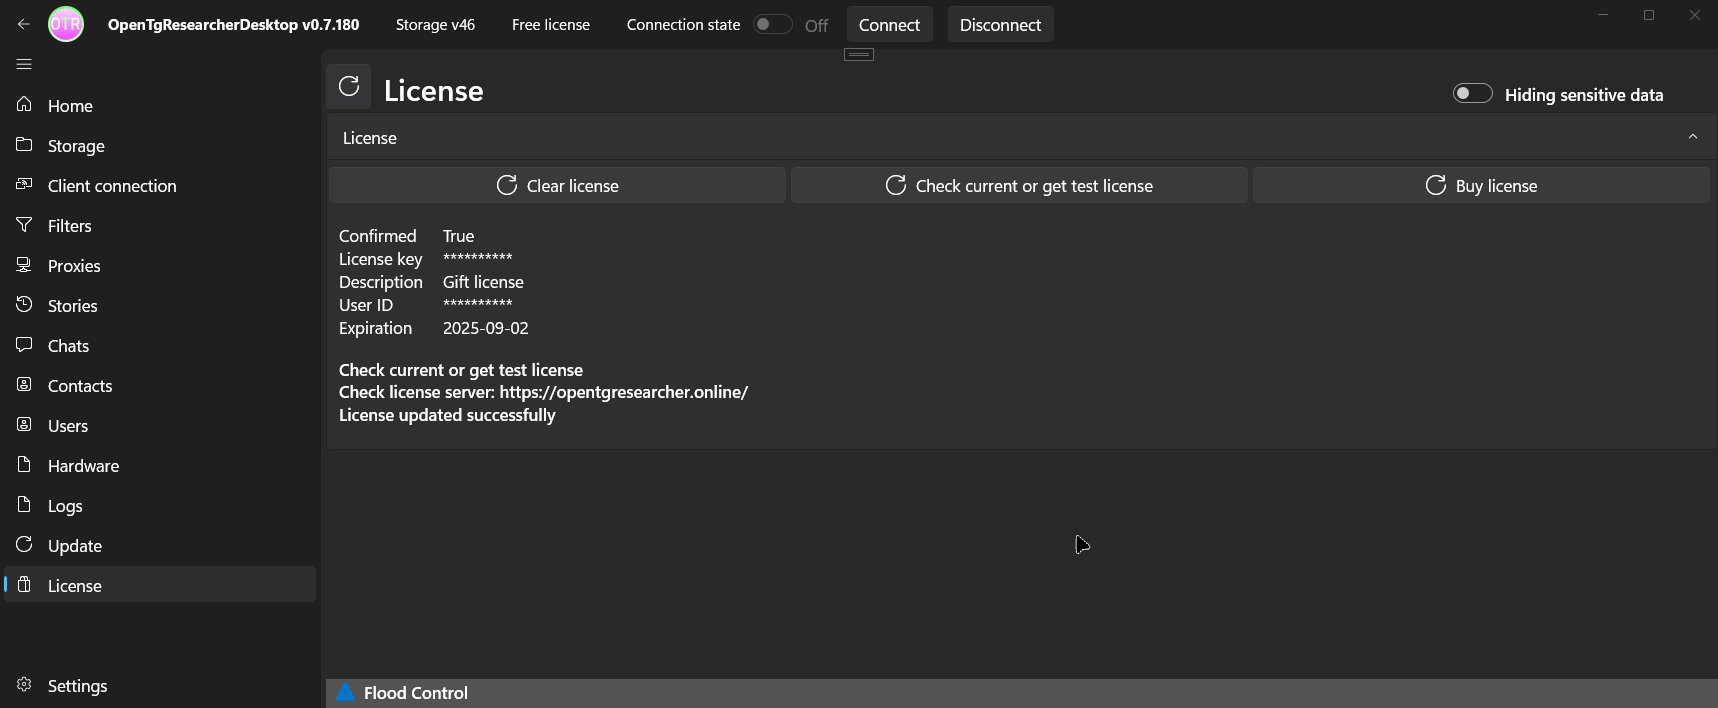 OTR OpenTgResearcherDesktop v0.7.180 Storage v46 Free license Connection state Off Connect Disconnect
License
Hiding sensitive data
Home
Storage
Client connection
Filters
Proxies
Stories
Chats
Contacts
Users
Hardware
Logs
Update
License
Settings
License
Clear license Check current or get test license Buy license
Confirmed True
License key **********
Description Gift license
User ID **********
Expiration 2025-09-02
Check current or get test license
Check license server: https://opentgresearcher.online/
License updated successfully
Flood Control